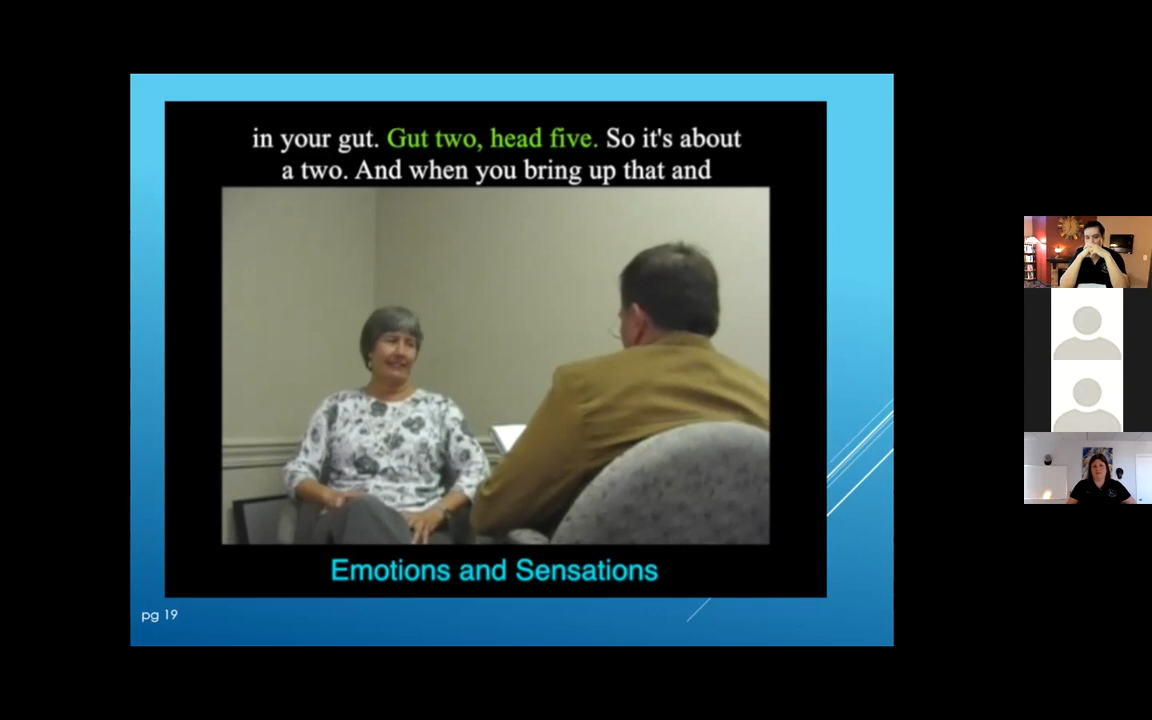 in your gut. Gut two, head five. So it's about
a two. And when you bring up that and
Emotions and Sensations
pg 19